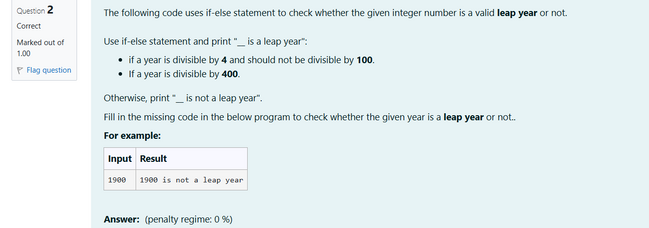 Question 2
Correct
Marked out of
1.00
Flag question
The following code uses if-else statement to check whether the given integer number is a valid leap year or not.
Use if-else statement and print "__ is a leap year":
• if a year is divisible by 4 and should not be divisible by 100.
• If a year is divisible by 400.
Otherwise, print "__ is not a leap year".
Fill in the missing code in the below program to check whether the given year is a leap year or not..
For example:
Input Result
1900 1900 is not a leap year
Answer: (penalty regime: 0 %)